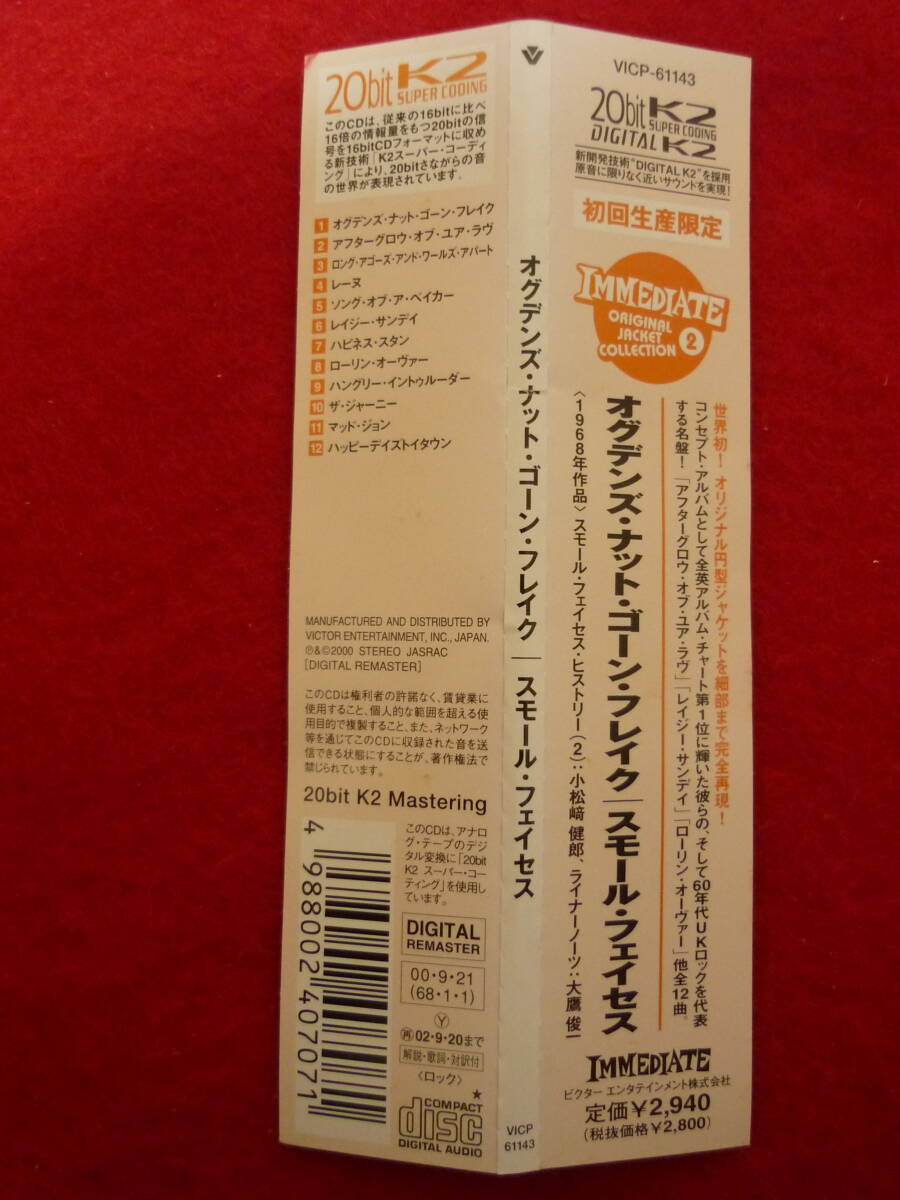 20bit K2
SUPER CODING
このCDは、従来の16bitに比べ
16倍の情報量をもつ20bitの信
号を16bitCDフォーマットに収め
る新技術「K2スーパー・コーディ
ング」により、20bitさながらの音
の世界が表現されています。
1 オグデンズ・ナット・ゴーン・フレイク
2 アフターグロウ・オブ・ユア・ラヴ
3 ロング・アゴーズ・アンド・ワールズ・アパート
4 レーヌ
5 ソング・オブ・ア・ベイカー
6 レイジー・サンデイ
7 ハピネス・スタン
8 ローリン・オーヴァー
9 ハングリー・イントゥルーダー
10 ザ・ジャーニー
11 マッド・ジョン
12 ハッピーデイズトイタウン
MANUFACTURED AND DISTRIBUTED BY
VICTOR ENTERTAINMENT, INC., JAPAN.
℗&©2000 STEREO JASRAC
[DIGITAL REMASTER]
このCDは権利者の許諾なく、賃貸業に
使用すること、個人的な範囲を超える使
用目的で複製すること、また、ネットワーク
等を通じてこのCDに収録された音を送
信できる状態にすることが、著作権法で
禁じられています。
20bit K2 Mastering
4 988002 407071
このCDは、アナロ
グ・テープのデジ
タル変換に「20bit
K2 スーパー・コー
ディング」を使用し
ています。
DIGITAL
REMASTER
00・9・21
(68・1・1)
Ⓨ
再02・9・20まで
解説・歌詞・対訳付
〈ロック〉
★
COMPACT
disc
DIGITAL AUDIO
オグデンズ・ナット・ゴーン・フレイク｜スモール・フェイセス
VICP
61143
VICP-61143
20bit K2
SUPER CODING
DIGITAL K2
新開発技術“DIGITAL K2”を採用
原音に限りなく近いサウンドを実現！
初回生産限定
IMMEDIATE
ORIGINAL
JACKET
COLLECTION 2
世界初！オリジナル円型ジャケットを細部まで完全再現！
コンセプト・アルバムとして全英アルバム・チャート第1位に輝いた彼らの、そして60年代UKロックを代表
する名盤！「アフターグロウ・オブ・ユア・ラヴ」「レイジー・サンデイ」「ローリン・オーヴァー」他全12曲。
オグデンズ・ナット・ゴーン・フレイク｜スモール・フェイセス
〈1968年作品〉スモール・フェイセス・ヒストリー(2)：小松﨑 健郎、ライナーノーツ：大鷹 俊一
IMMEDIATE
ビクター エンタテインメント株式会社
定価￥2,940
(税抜価格￥2,800)